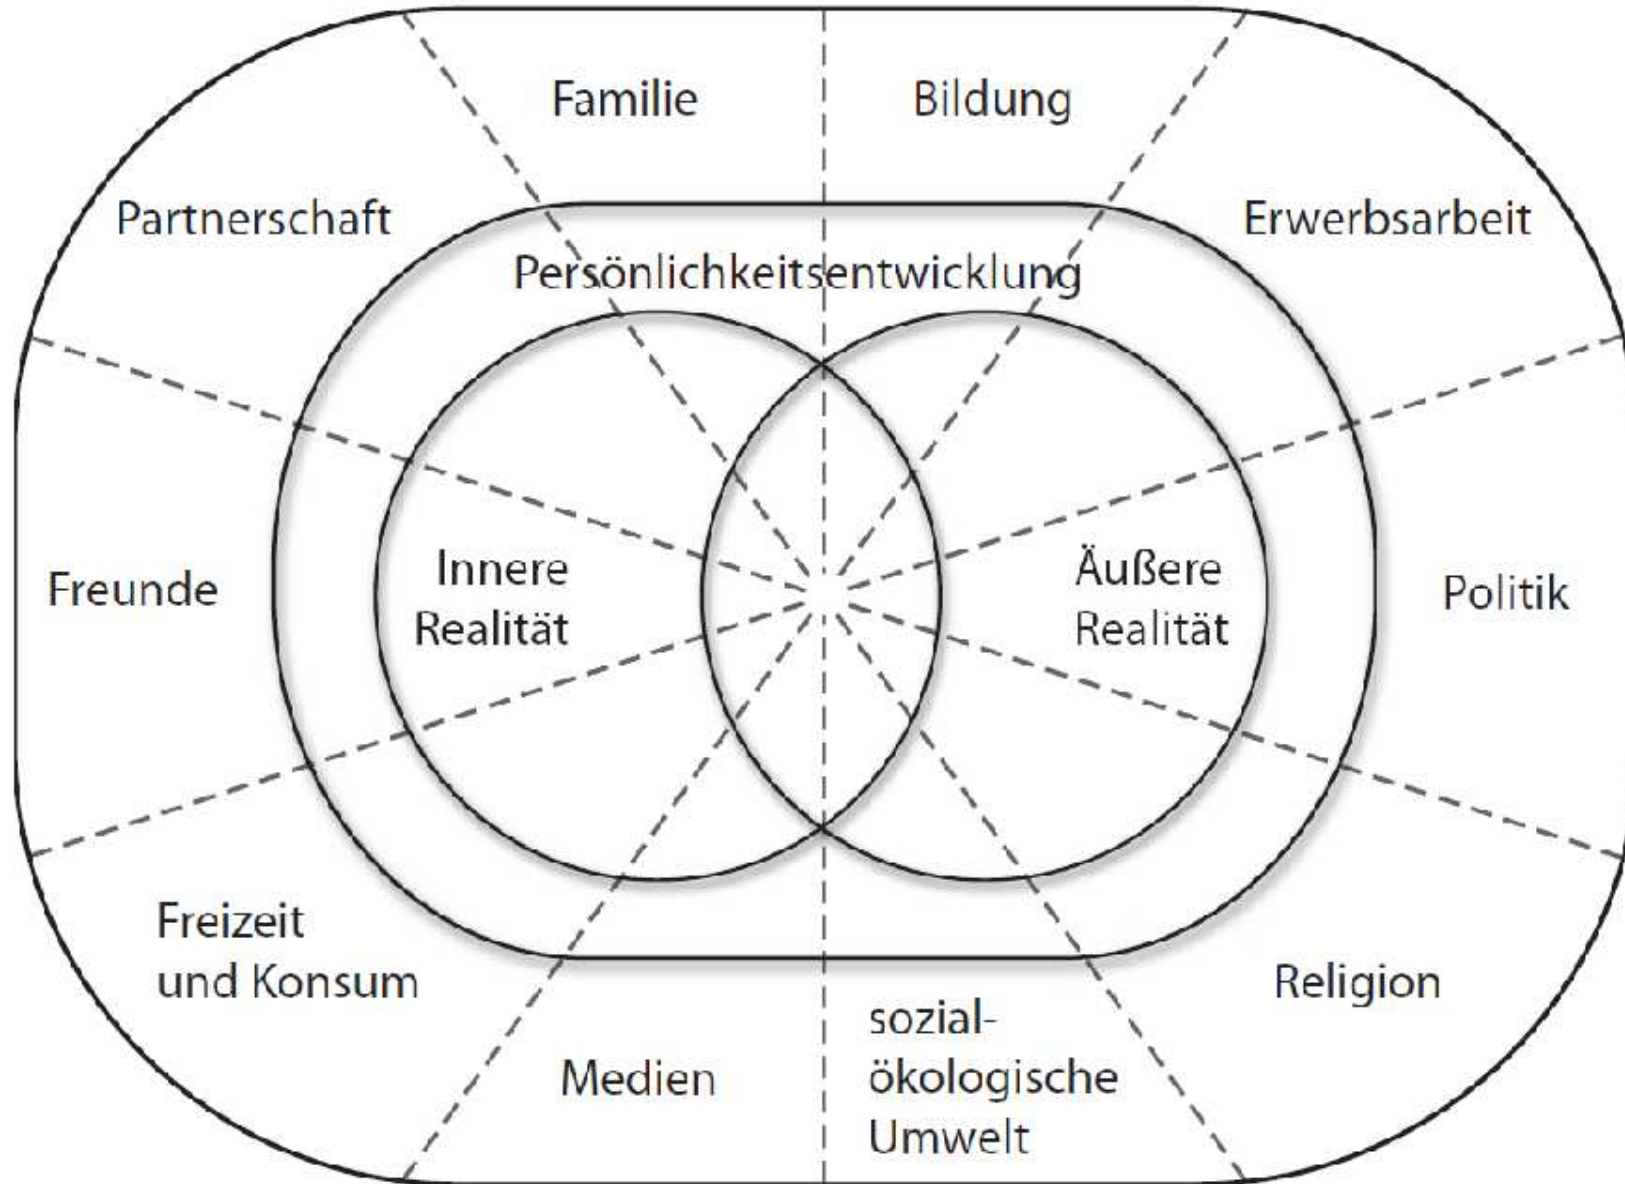 Familie
Bildung
Partnerschaft
Erwerbsarbeit
Persönlichkeitsentwicklung
Freunde
Innere
Realität
Äußere
Realität
Politik
Freizeit
und Konsum
Religion
Medien
sozial-
ökologische
Umwelt